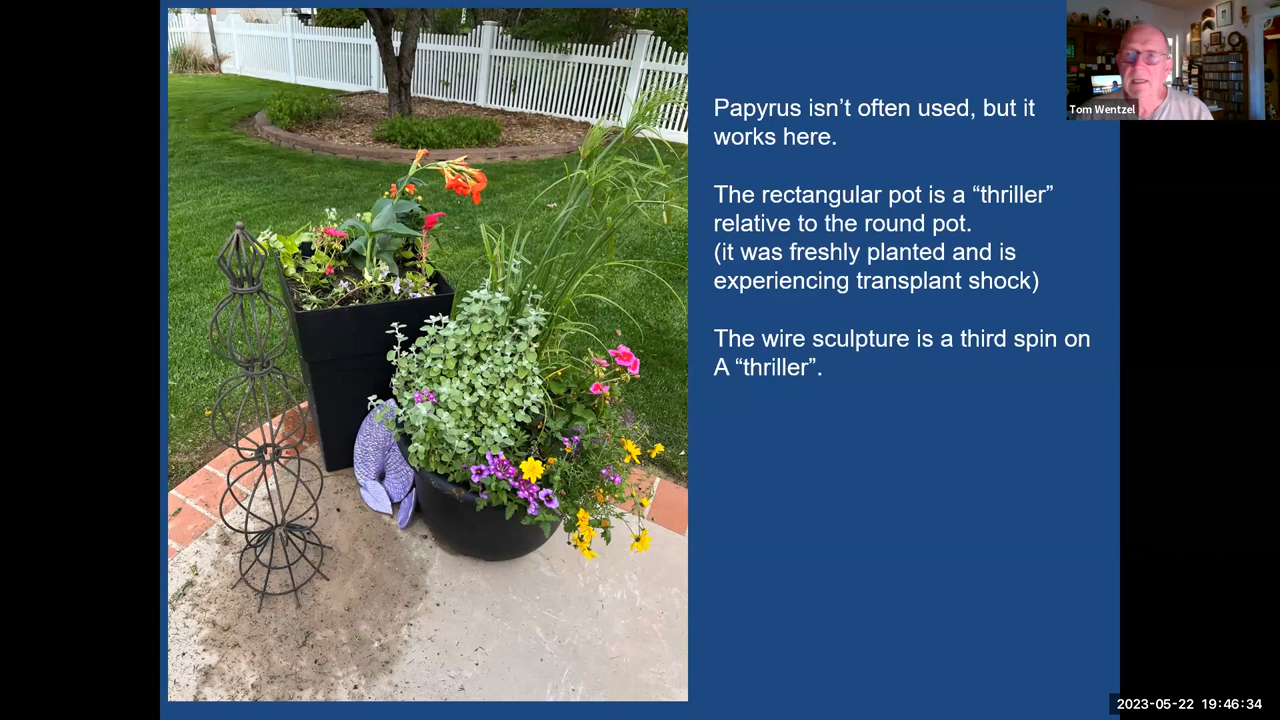 Papyrus isn’t often used, but it
works here.
The rectangular pot is a “thriller”
relative to the round pot.
(it was freshly planted and is
experiencing transplant shock)
The wire sculpture is a third spin on
A “thriller”.
Tom Wentzel
2023-05-22 19:46:34